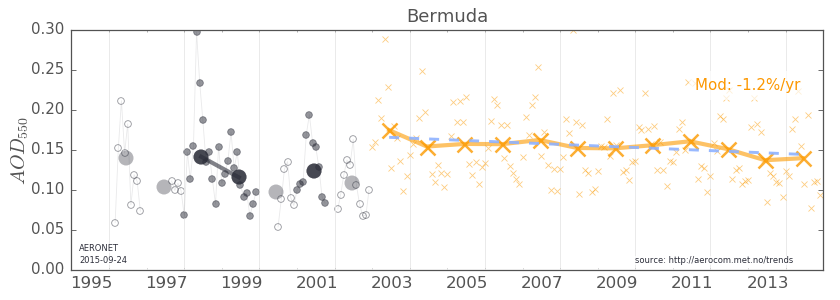 Bermuda
0.30
0.25
0.20
0.15
0.10
0.05
0.00
AOD550
Mod: -1.2%/yr
AERONET
2015-09-24
source: http://aerocom.met.no/trends
1995 1997 1999 2001 2003 2005 2007 2009 2011 2013